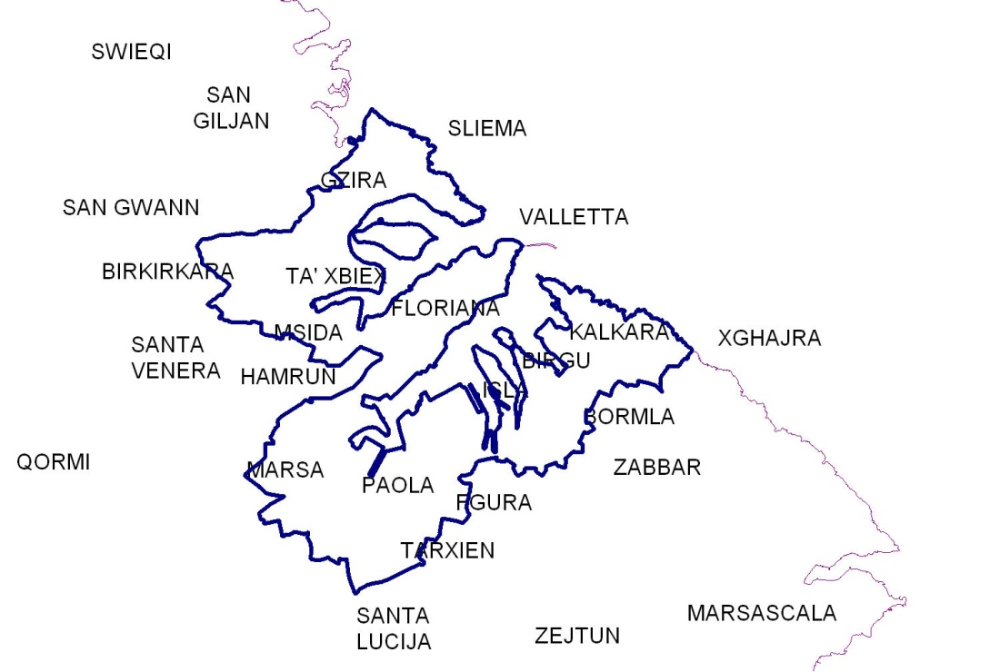 SWIEQI
SAN
GILJAN
SLIEMA
GZIRA
SAN GWANN
VALLETTA
BIRKIRKARA
TA' XBIEX
FLORIANA
MSIDA
KALKARA
XGHAJRA
SANTA
VENERA
BIRGU
HAMRUN
ISLA
BORMLA
QORMI
MARSA
ZABBAR
PAOLA
FGURA
TARXIEN
SANTA
LUCIJA
MARSASCALA
ZEJTUN